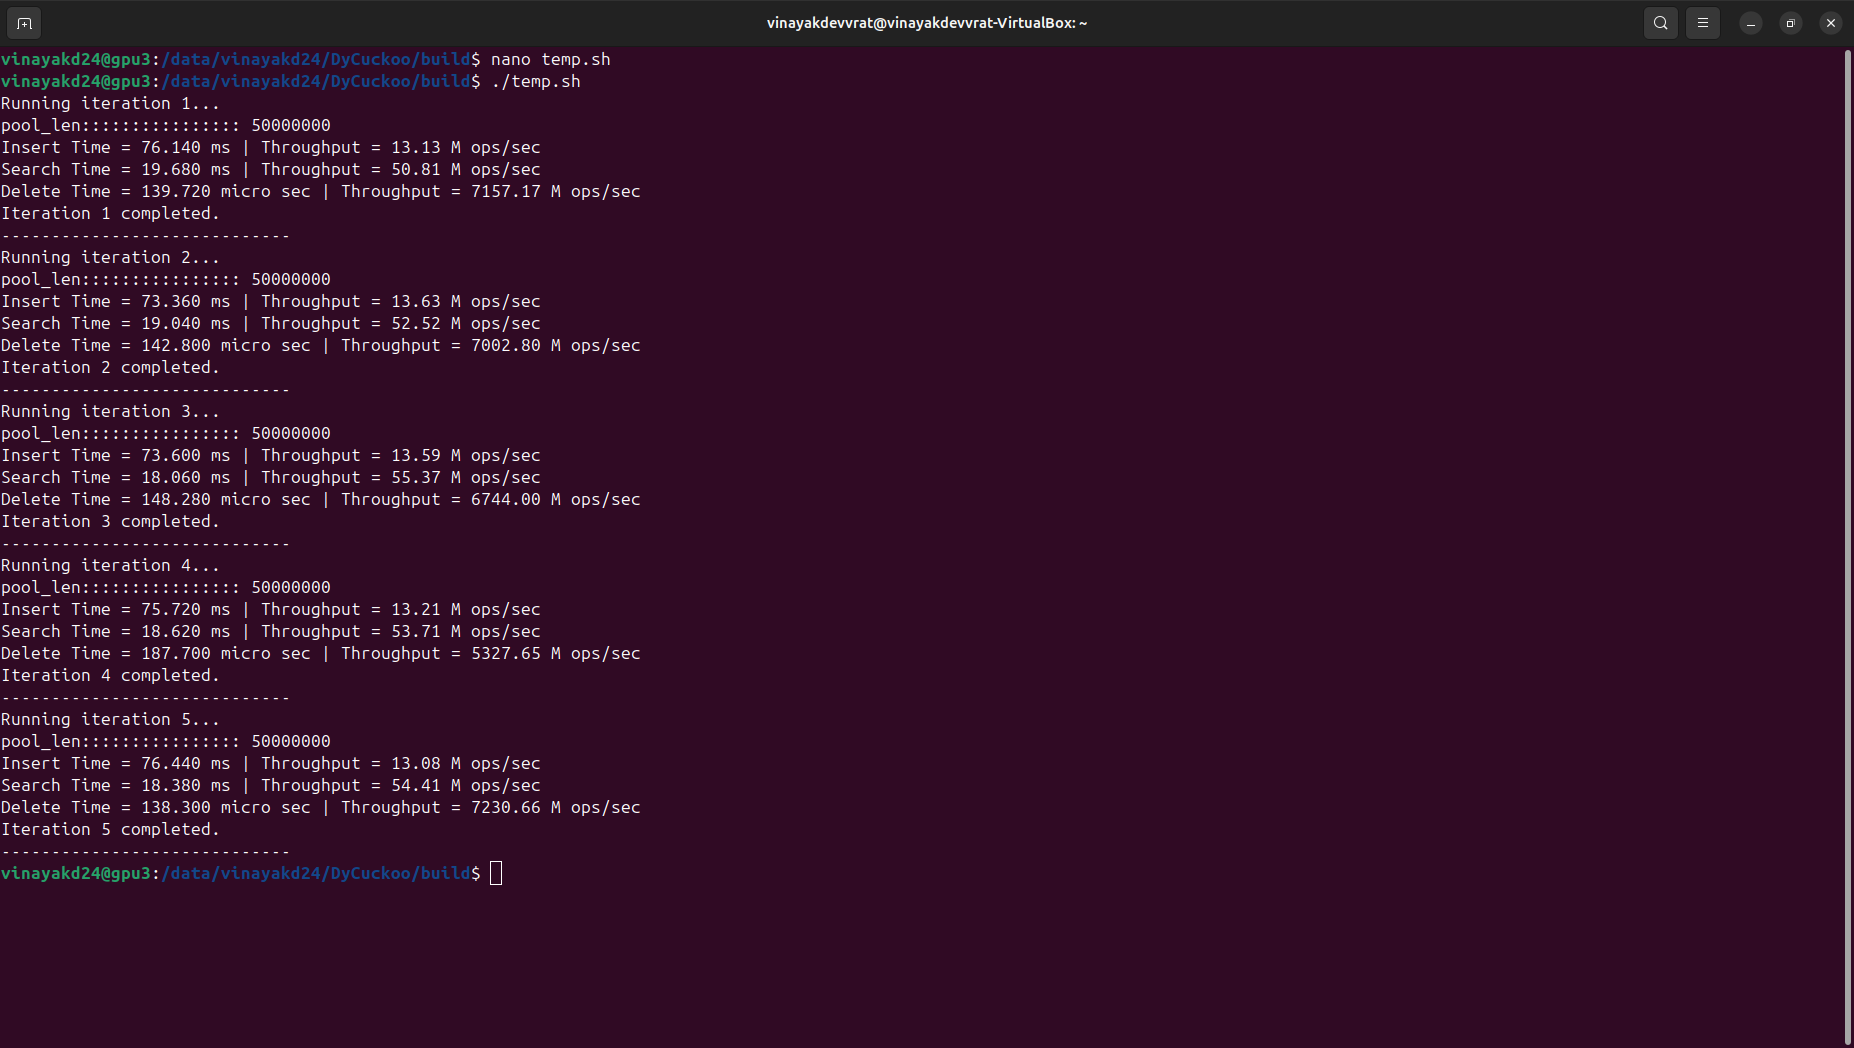 vinayakdevvrat@vinayakdevvrat-VirtualBox: ~
vinayakd24@gpu3:/data/vinayakd24/DyCuckoo/build$ nano temp.sh
vinayakd24@gpu3:/data/vinayakd24/DyCuckoo/build$ ./temp.sh
Running iteration 1...
pool_len:::::::::::::::: 50000000
Insert Time = 76.140 ms | Throughput = 13.13 M ops/sec
Search Time = 19.680 ms | Throughput = 50.81 M ops/sec
Delete Time = 139.720 micro sec | Throughput = 7157.17 M ops/sec
Iteration 1 completed.
-----------------------------
Running iteration 2...
pool_len:::::::::::::::: 50000000
Insert Time = 73.360 ms | Throughput = 13.63 M ops/sec
Search Time = 19.040 ms | Throughput = 52.52 M ops/sec
Delete Time = 142.800 micro sec | Throughput = 7002.80 M ops/sec
Iteration 2 completed.
-----------------------------
Running iteration 3...
pool_len:::::::::::::::: 50000000
Insert Time = 73.600 ms | Throughput = 13.59 M ops/sec
Search Time = 18.060 ms | Throughput = 55.37 M ops/sec
Delete Time = 148.280 micro sec | Throughput = 6744.00 M ops/sec
Iteration 3 completed.
-----------------------------
Running iteration 4...
pool_len:::::::::::::::: 50000000
Insert Time = 75.720 ms | Throughput = 13.21 M ops/sec
Search Time = 18.620 ms | Throughput = 53.71 M ops/sec
Delete Time = 187.700 micro sec | Throughput = 5327.65 M ops/sec
Iteration 4 completed.
-----------------------------
Running iteration 5...
pool_len:::::::::::::::: 50000000
Insert Time = 76.440 ms | Throughput = 13.08 M ops/sec
Search Time = 18.380 ms | Throughput = 54.41 M ops/sec
Delete Time = 138.300 micro sec | Throughput = 7230.66 M ops/sec
Iteration 5 completed.
-----------------------------
vinayakd24@gpu3:/data/vinayakd24/DyCuckoo/build$